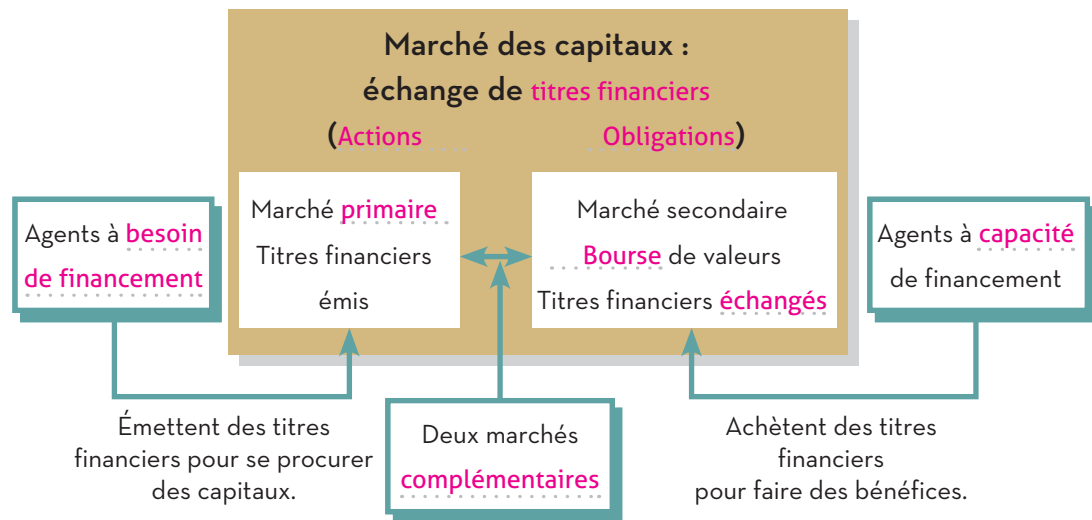 Marché des capitaux :
échange de titres financiers
(Actions Obligations)
Agents à besoin
de financement
Marché primaire
Titres financiers
émis
Marché secondaire
Bourse de valeurs
Titres financiers échangés
Agents à capacité
de financement
Émettent des titres
financiers pour se procurer
des capitaux.
Deux marchés
complémentaires
Achètent des titres
financiers
pour faire des bénéfices.